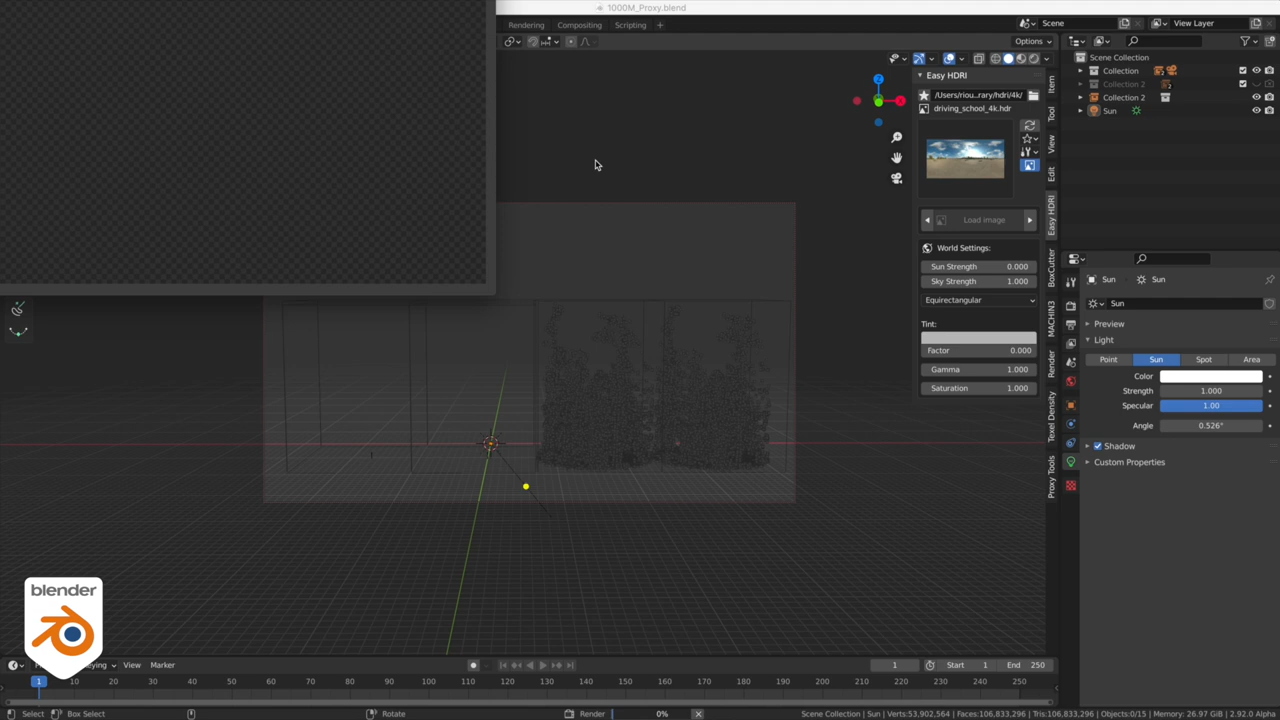 1000M_Proxy.blend
Rendering Compositing Scripting +
Scene
View Layer
Options
Easy HDRI
/Users/riou...rary/hdri/4k/
driving_school_4k.hdr
Load image
World Settings:
Sun Strength 0.000
Sky Strength 1.000
Equirectangular
Tint:
Factor 0.000
Gamma 1.000
Saturation 1.000
Item
Tool
View
Edit
Easy HDRI
BoxCutter
MACHIN3
Render
Texel Density
Proxy Tools
Scene Collection
Collection 2
Collection 2 2
Collection 2
Sun
Sun Sun
Sun
Preview
Light
Point Sun Spot Area
Color
Strength 1.000
Specular 1.00
Angle 0.526°
Shadow
Custom Properties
blender
View Marker
1 Start 1 End 250
1 10 20 30 40 50 60 70 80 90 100 110 120 130 140 150 160 170 180 190 200 210 220 230 240 250
Select Box Select Rotate Render 0% Scene Collection | Sun | Verts:53,902,564 | Faces:106,833,296 | Tris:106,833,296 | Objects:0/15 | Memory: 26.97 GiB | 2.92.0 Alpha